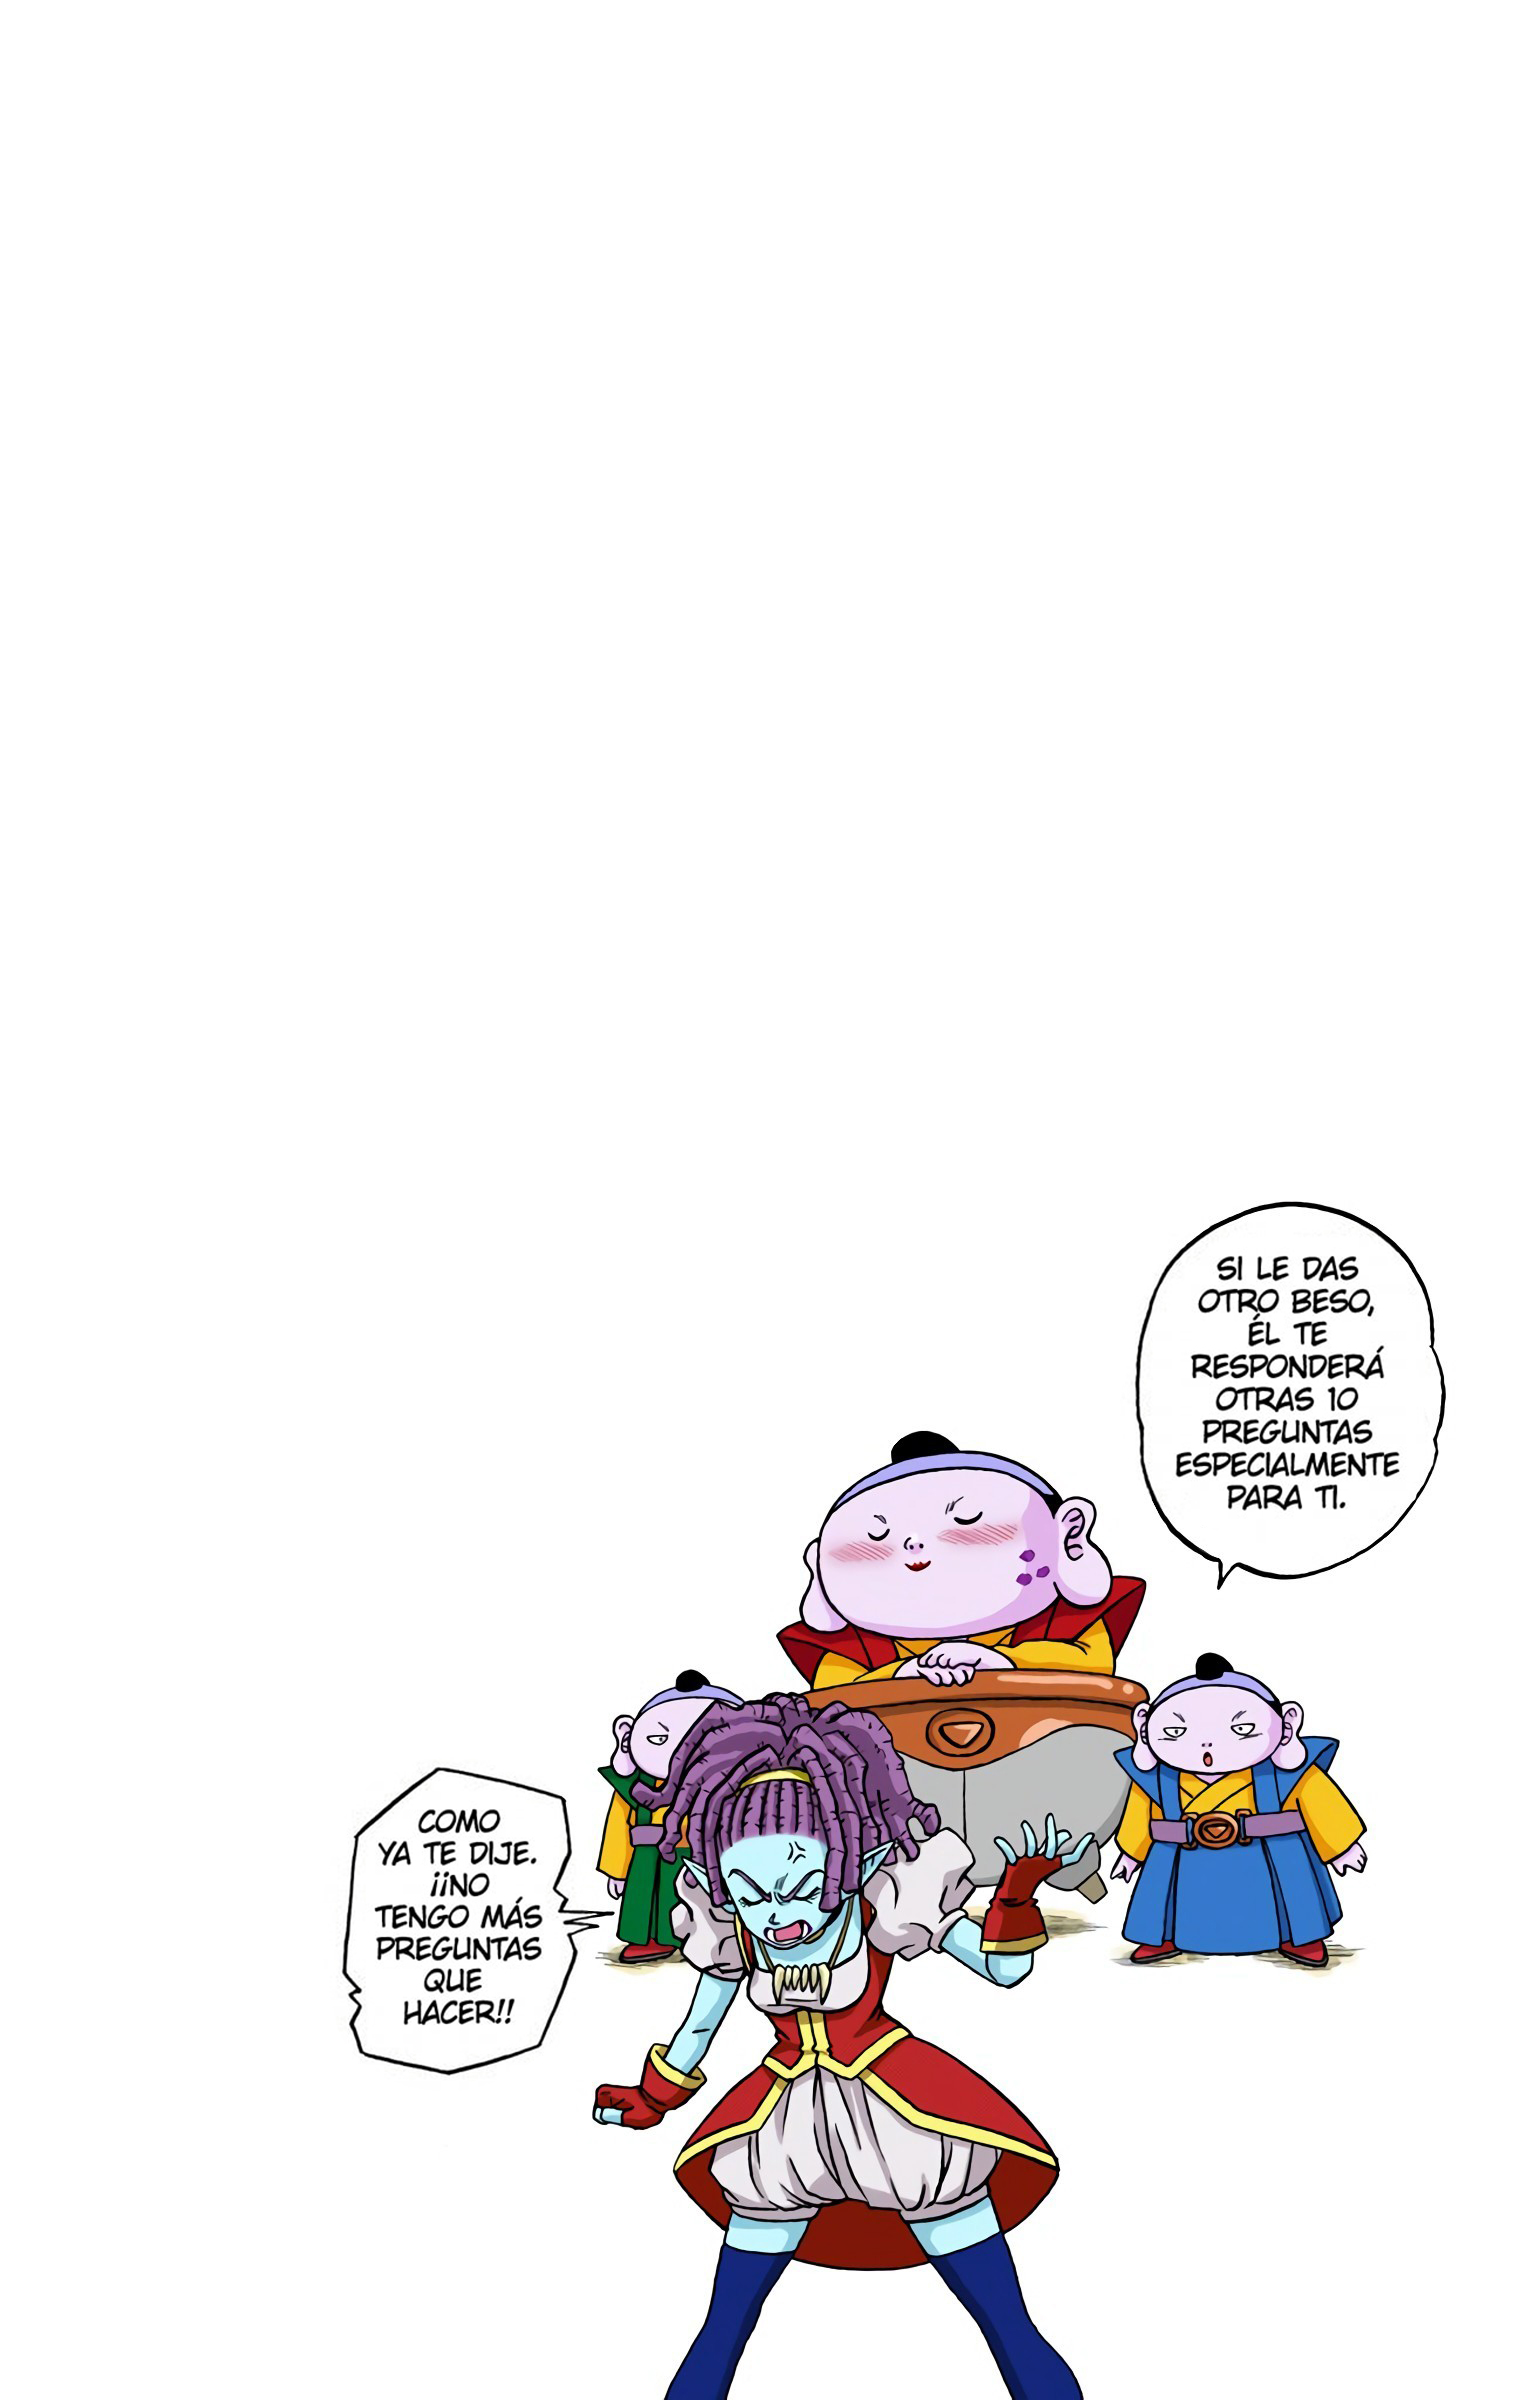 SI LE DAS
OTRO BESO,
ÉL TE
RESPONDERÁ
OTRAS 10
PREGUNTAS
ESPECIALMENTE
PARA TI.
COMO
YA TE DIJE.
¡¡NO
TENGO MÁS
PREGUNTAS
QUE
HACER!!